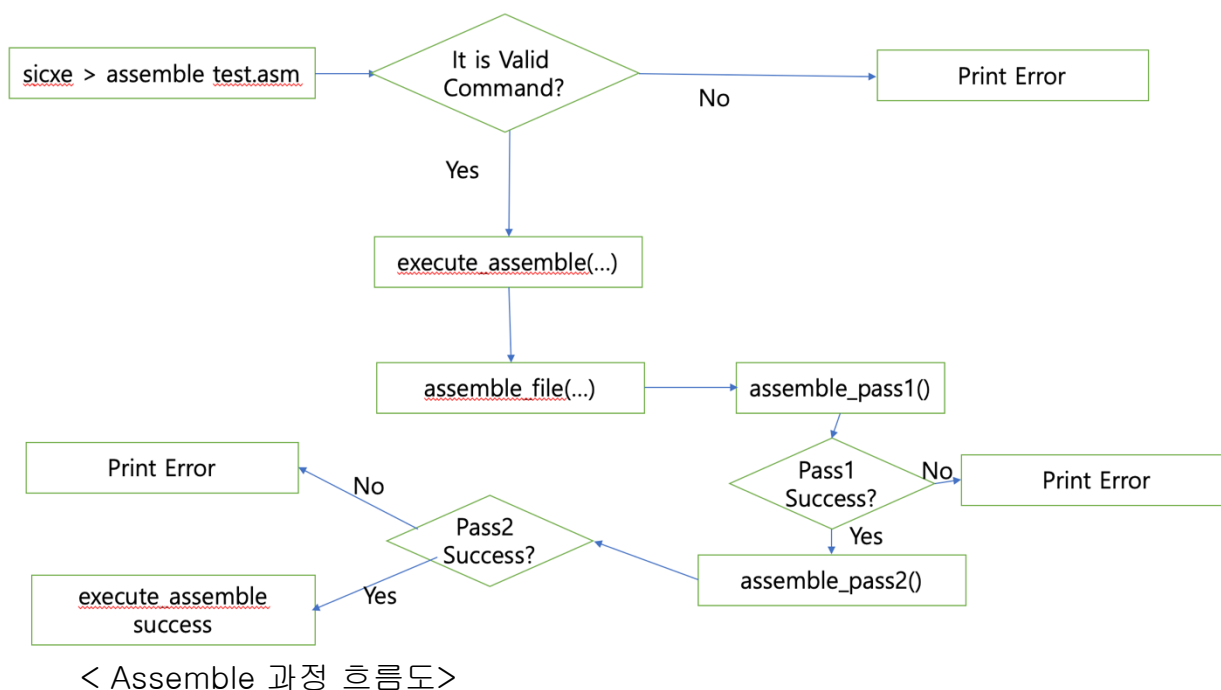 sicxe > assemble test.asm
It is Valid
Command?
No
Print Error
Yes
execute_assemble(...)
assemble_file(...)
assemble_pass1()
Pass1
Success?
No
Print Error
Yes
assemble_pass2()
Pass2
Success?
No
Print Error
Yes
execute_assemble
success
< Assemble 과정 흐름도>